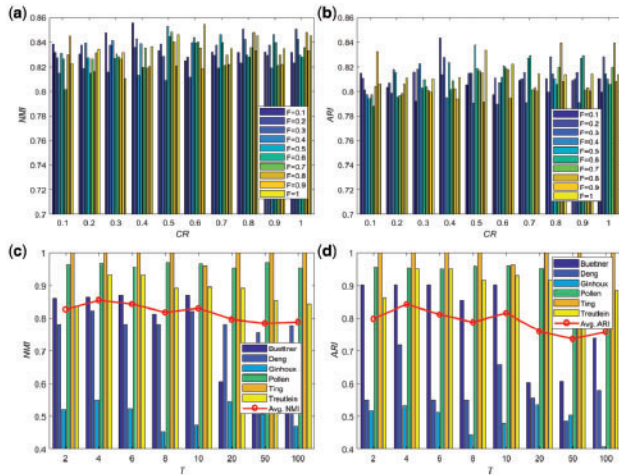 (a)
0.86
0.84
0.82
0.8
0.78
0.76
0.74
0.72
0.7
NMI
0.1 0.2 0.3 0.4 0.5 0.6 0.7 0.8 0.9 1
CR
F=0.1
F=0.2
F=0.3
F=0.4
F=0.5
F=0.6
F=0.7
F=0.8
F=0.9
F=1
(b)
0.86
0.84
0.82
0.8
0.78
0.76
0.74
0.72
0.7
ARI
0.1 0.2 0.3 0.4 0.5 0.6 0.7 0.8 0.9 1
CR
F=0.1
F=0.2
F=0.3
F=0.4
F=0.5
F=0.6
F=0.7
F=0.8
F=0.9
F=1
(c)
1
0.9
0.8
0.7
0.6
0.5
0.4
NMI
2 4 6 8 10 20 50 100
T
Buettner
Deng
Ginhoux
Pollen
Ting
Treutlein
Avg. NMI
(d)
1
0.9
0.8
0.7
0.6
0.5
0.4
ARI
2 4 6 8 10 20 50 100
T
Buettner
Deng
Ginhoux
Pollen
Ting
Treutlein
Avg. ARI